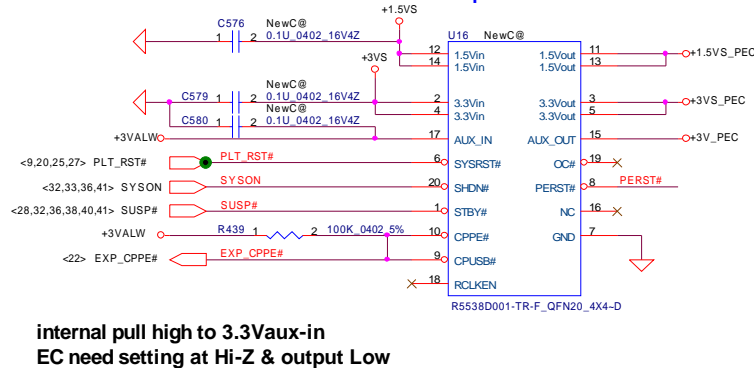 +1.5VS
C576 NewC@ U16 NewC@
1 2 0.1U_0402_16V4Z
12 1.5Vin 1.5Vout 11 +1.5VS_PEC
14 1.5Vin 1.5Vout 13
+3VS
NewC@
C579 1 2 0.1U_0402_16V4Z 2 3.3Vin 3.3Vout 3 +3VS_PEC
NewC@ 4 3.3Vin 3.3Vout 5
C580 1 2 0.1U_0402_16V4Z
+3VALW 17 AUX_IN AUX_OUT 15 +3V_PEC
<9,20,25,27> PLT_RST# PLT_RST# 6 SYSRST# OC# 19
<32,33,36,41> SYSON SYSON 20 SHDN# PERST# 8 PERST#
<28,32,36,38,40,41> SUSP# SUSP# 1 STBY# NC 16
+3VALW R439 1 2 100K_0402_5% 10 CPPE# GND 7
<22> EXP_CPPE# EXP_CPPE# 9 CPUSB#
18 RCLKEN
R5538D001-TR-F_QFN20_4X4~D
internal pull high to 3.3Vaux-in
EC need setting at Hi-Z & output Low